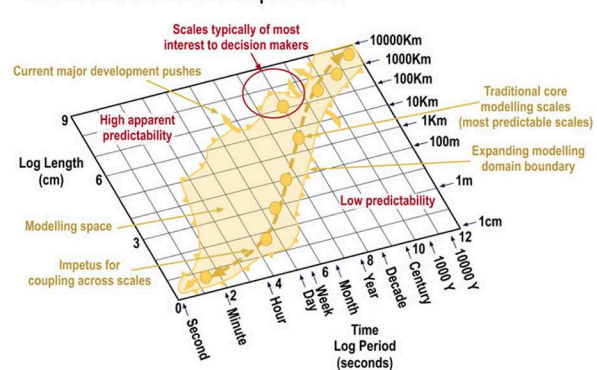 Scales typically of most
interest to decision makers
Current major development pushes
High apparent
predictability
Log Length
(cm)
9
6
3
0
Modelling space
Impetus for
coupling across scales
10000Km
1000Km
100Km
10Km
1Km
100m
1m
1cm
Traditional core
modelling scales
(most predictable scales)
Expanding modelling
domain boundary
Low predictability
2
4
6
8
10
12
Second
Minute
Hour
Day
Week
Month
Year
Decade
Century
1000 Y
10000 Y
Time
Log Period
(seconds)